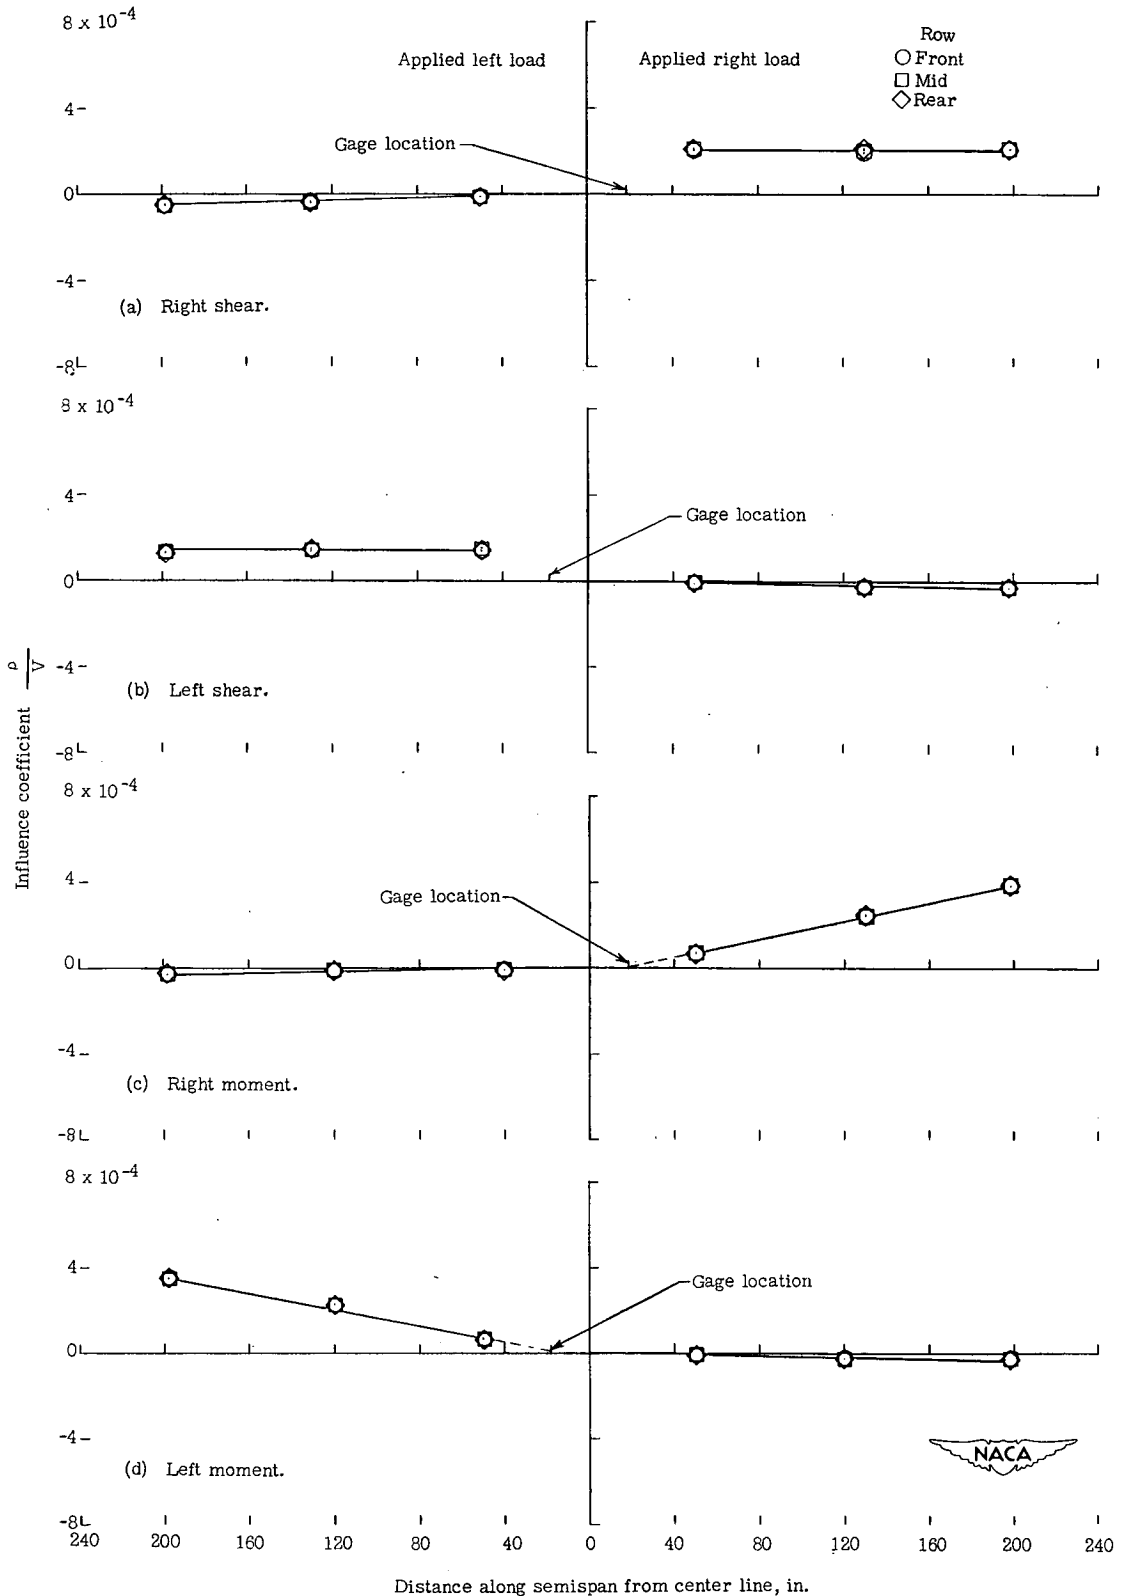 8 x 10-4
Applied left load
Applied right load
Row
Front
Mid
Rear
4
Gage location
0
-4
(a) Right shear.
-8
8 x 10-4
4
Gage location
0
-4
(b) Left shear.
-8
8 x 10-4
4
Gage location
0
-4
(c) Right moment.
-8
8 x 10-4
4
Gage location
0
-4
NACA
(d) Left moment.
-8
240 200 160 120 80 40 0 40 80 120 160 200 240
Distance along semispan from center line, in.
Influence coefficient ρ/V